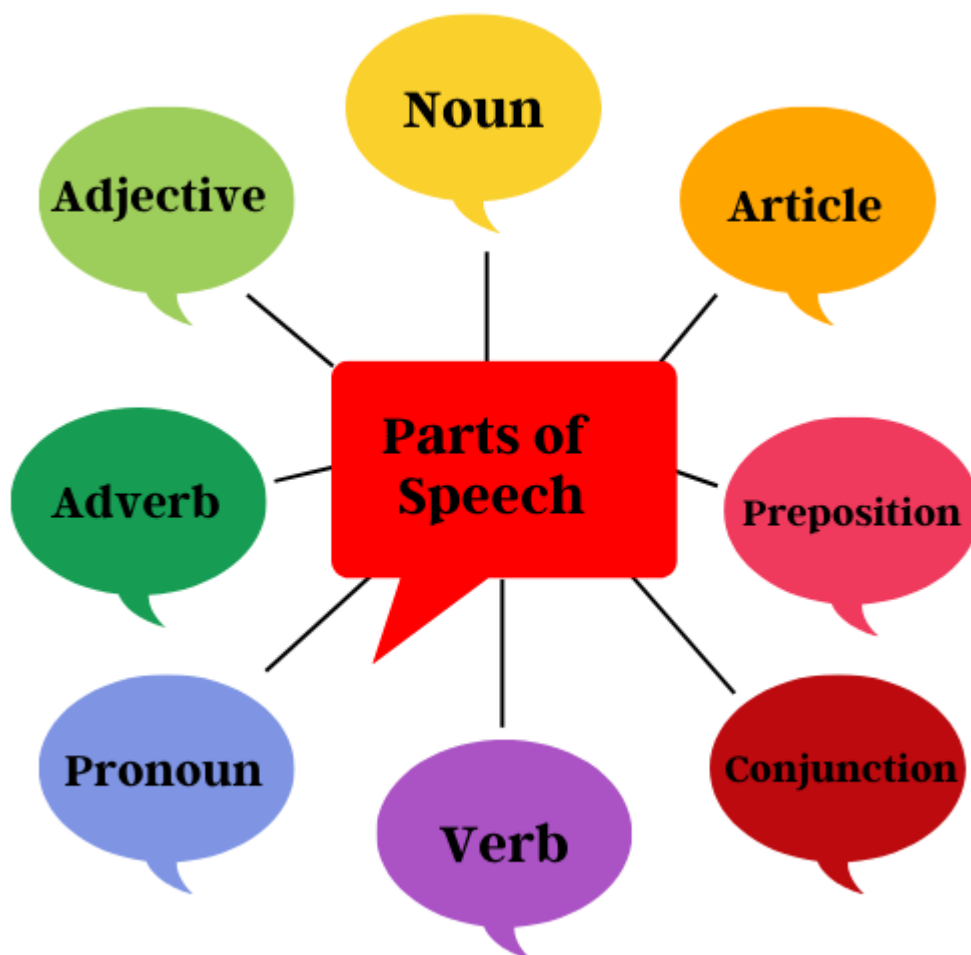 Noun
Adjective
Article
Parts of
Speech
Adverb
Preposition
Pronoun
Conjunction
Verb